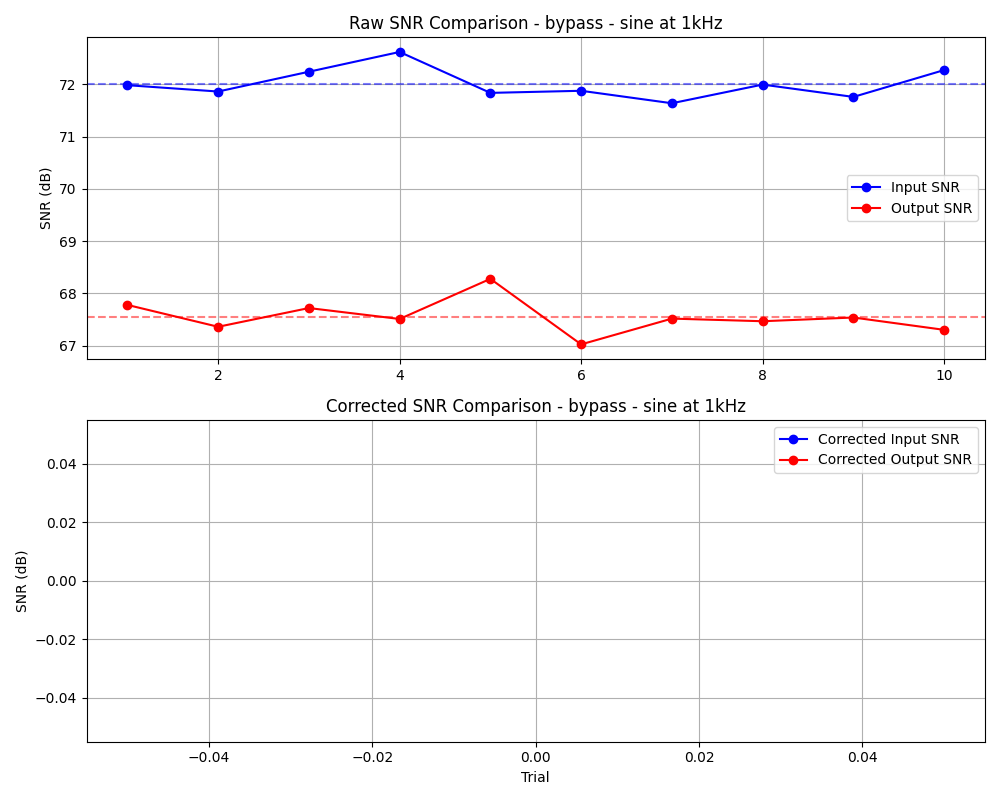 Raw SNR Comparison - bypass - sine at 1kHz
72
71
70
69
68
67
SNR (dB)
Input SNR
Output SNR
2 4 6 8 10
Corrected SNR Comparison - bypass - sine at 1kHz
Corrected Input SNR
Corrected Output SNR
0.04
0.02
0.00
−0.02
−0.04
SNR (dB)
−0.04 −0.02 0.00 0.02 0.04
Trial